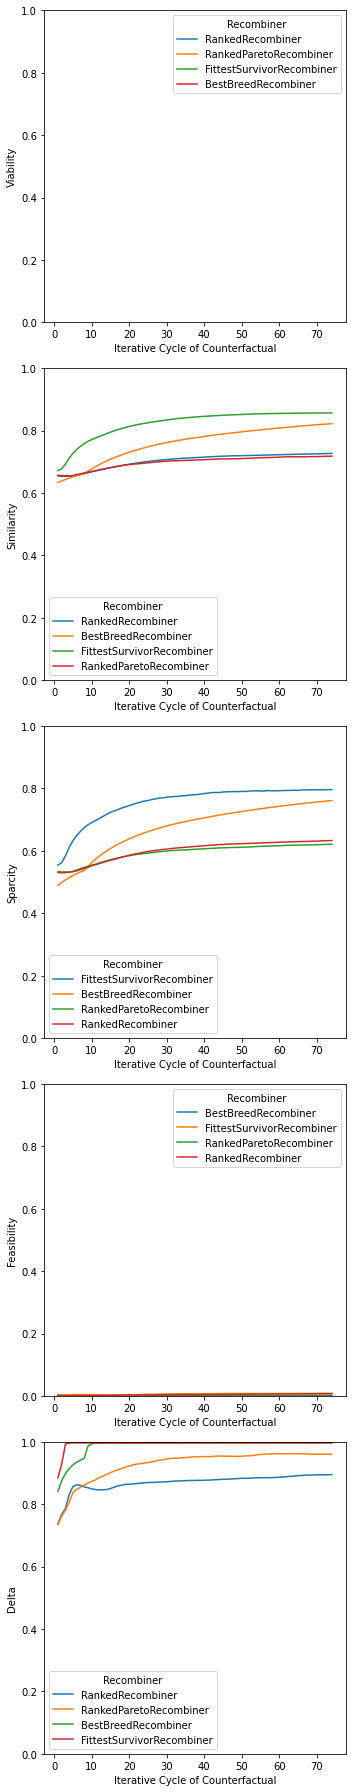 1.0
Recombiner
RankedRecombiner
RankedParetoRecombiner
FittestSurvivorRecombiner
BestBreedRecombiner
0.8
0.6
Viability
0.4
0.2
0.0
0 10 20 30 40 50 60 70
Iterative Cycle of Counterfactual
1.0
0.8
0.6
Similarity
0.4
0.2
Recombiner
RankedRecombiner
BestBreedRecombiner
FittestSurvivorRecombiner
RankedParetoRecombiner
0.0
0 10 20 30 40 50 60 70
Iterative Cycle of Counterfactual
1.0
0.8
0.6
Sparcity
0.4
0.2
Recombiner
FittestSurvivorRecombiner
BestBreedRecombiner
RankedParetoRecombiner
RankedRecombiner
0.0
0 10 20 30 40 50 60 70
Iterative Cycle of Counterfactual
1.0
Recombiner
BestBreedRecombiner
FittestSurvivorRecombiner
RankedParetoRecombiner
RankedRecombiner
0.8
0.6
Feasibility
0.4
0.2
0.0
0 10 20 30 40 50 60 70
Iterative Cycle of Counterfactual
1.0
0.8
0.6
Delta
0.4
0.2
Recombiner
RankedRecombiner
RankedParetoRecombiner
BestBreedRecombiner
FittestSurvivorRecombiner
0.0
0 10 20 30 40 50 60 70
Iterative Cycle of Counterfactual